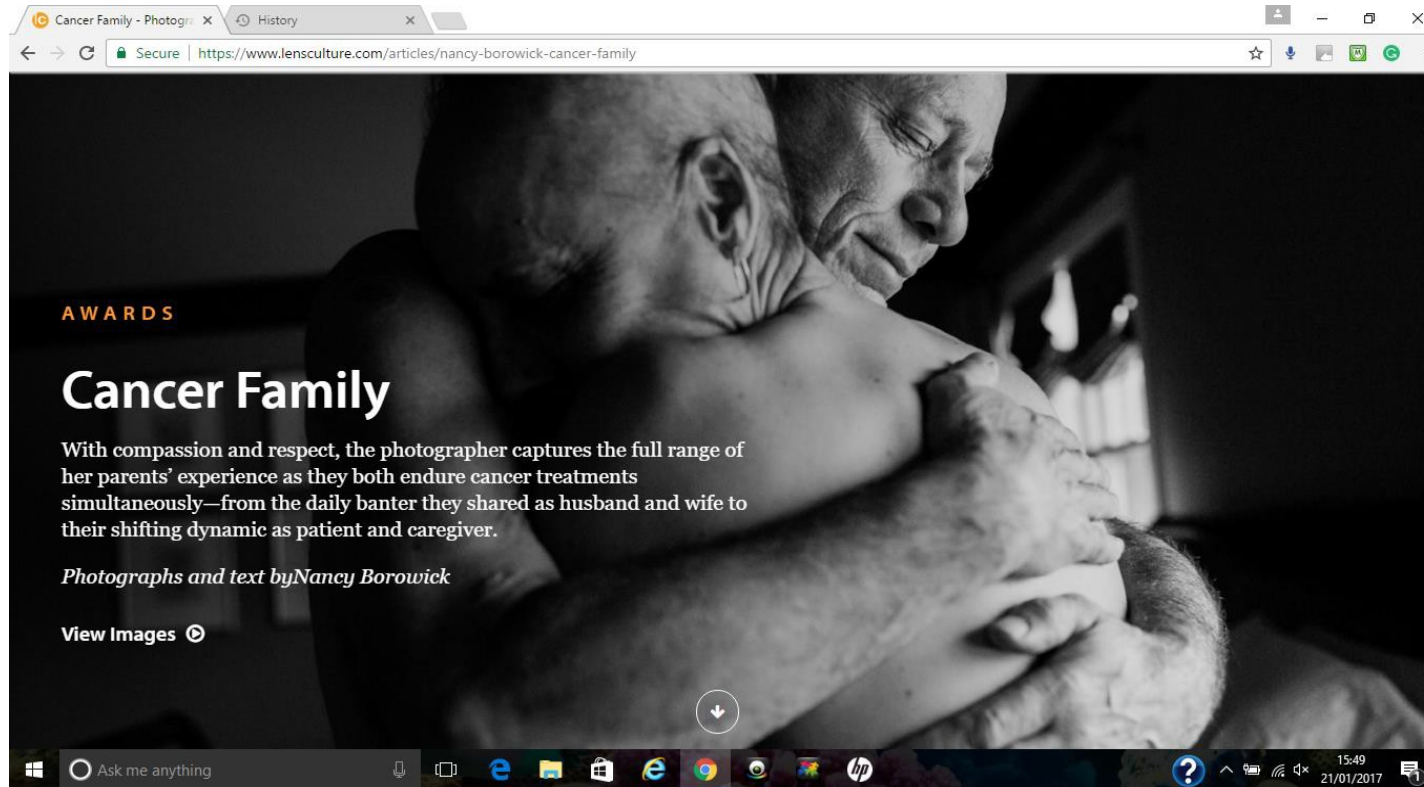 Cancer Family - Photogr
History
Secure | https://www.lensculture.com/articles/nancy-borowick-cancer-family
AWARDS
Cancer Family
With compassion and respect, the photographer captures the full range of
her parents’ experience as they both endure cancer treatments
simultaneously—from the daily banter they shared as husband and wife to
their shifting dynamic as patient and caregiver.
Photographs and text byNancy Borowick
View Images
Ask me anything
hp
15:49
21/01/2017
1